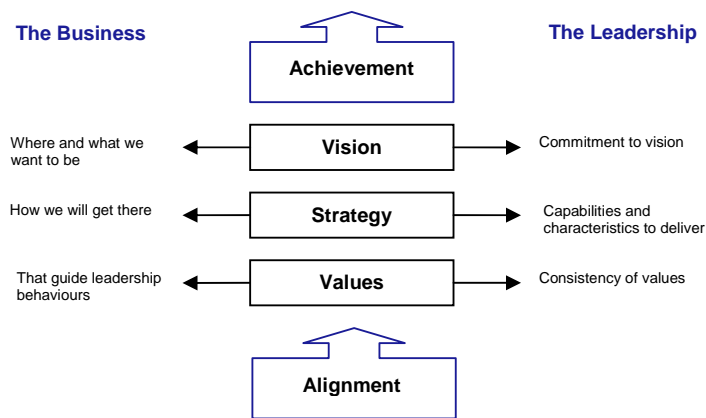 The Business
The Leadership
Achievement
Where and what we
want to be
Vision
Commitment to vision
How we will get there
Strategy
Capabilities and
characteristics to deliver
That guide leadership
behaviours
Values
Consistency of values
Alignment